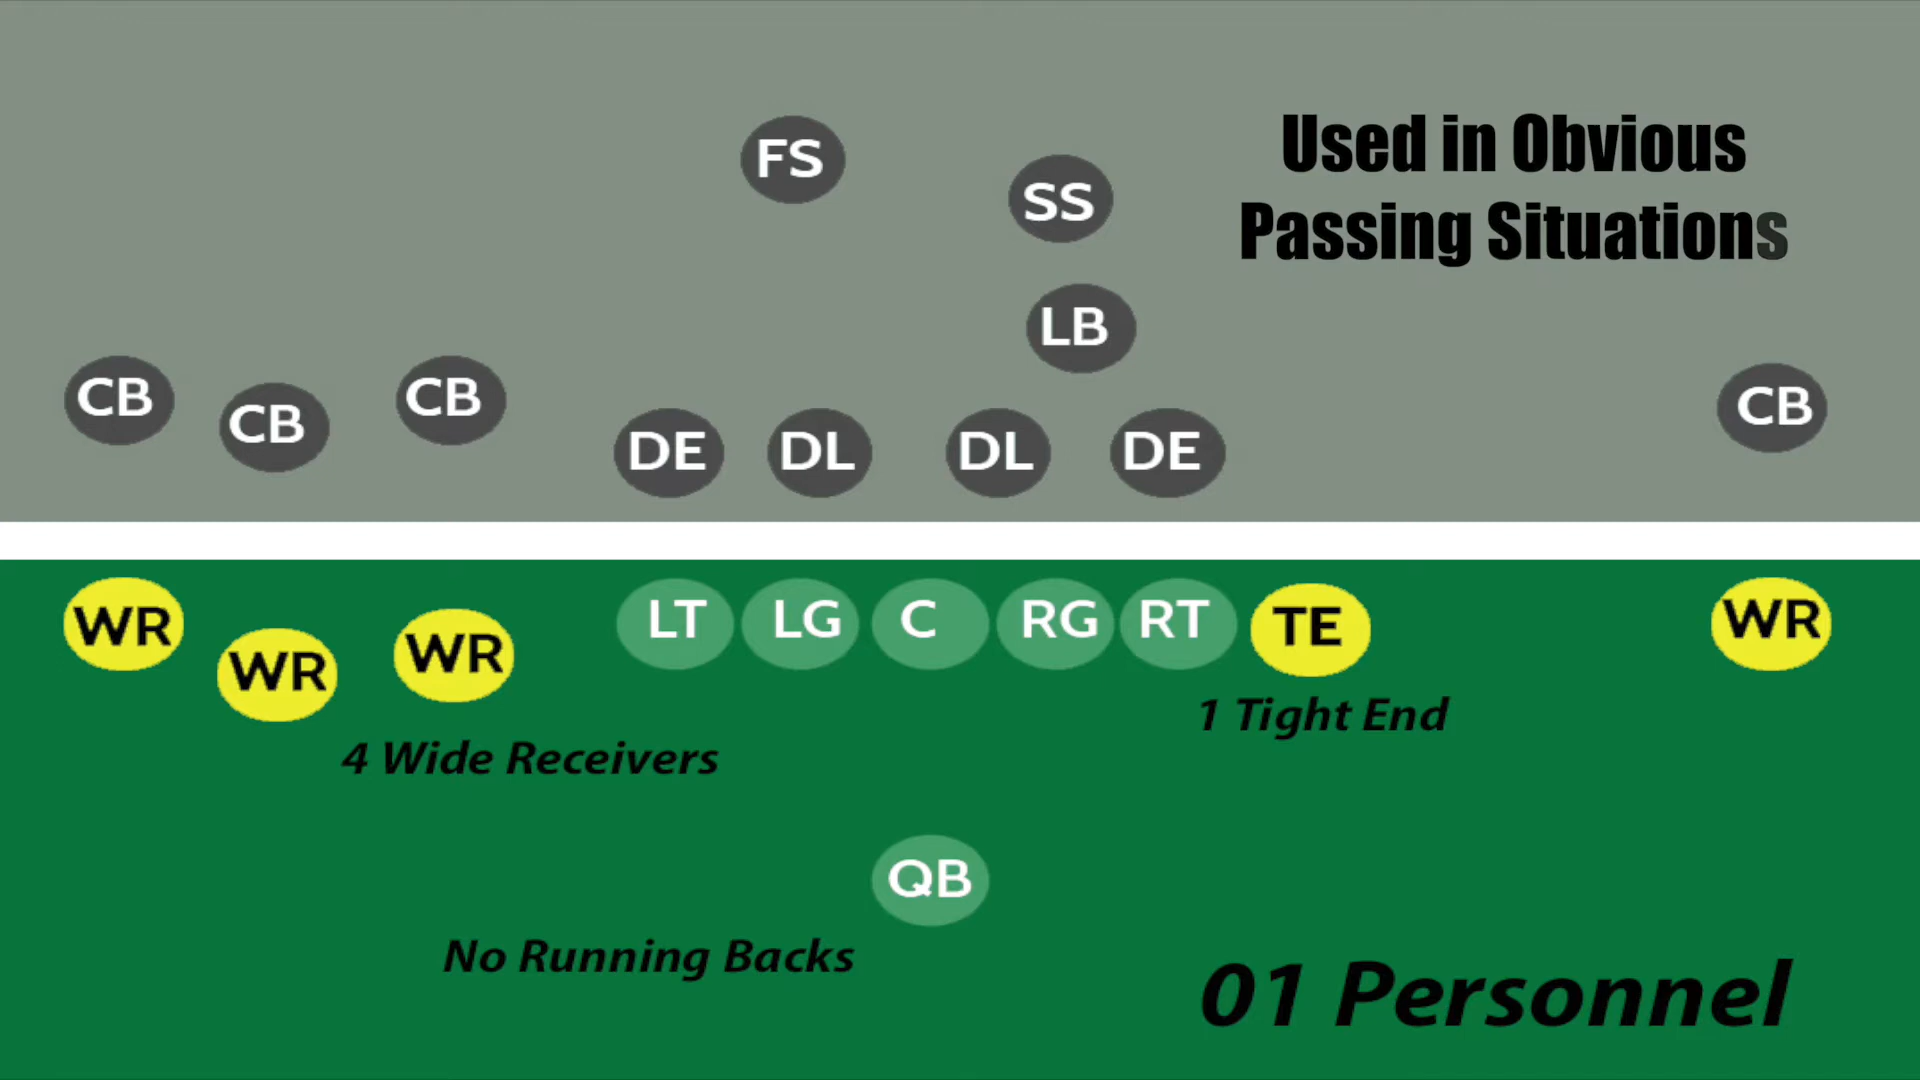 FS
Used in Obvious
SS
Passing Situations
LB
CB
CB
CB
CB
DE
DL
DL
DE
WR
WR
WR
LT
LG
C
RG
RT
TE
WR
1 Tight End
4 Wide Receivers
QB
No Running Backs
01 Personnel